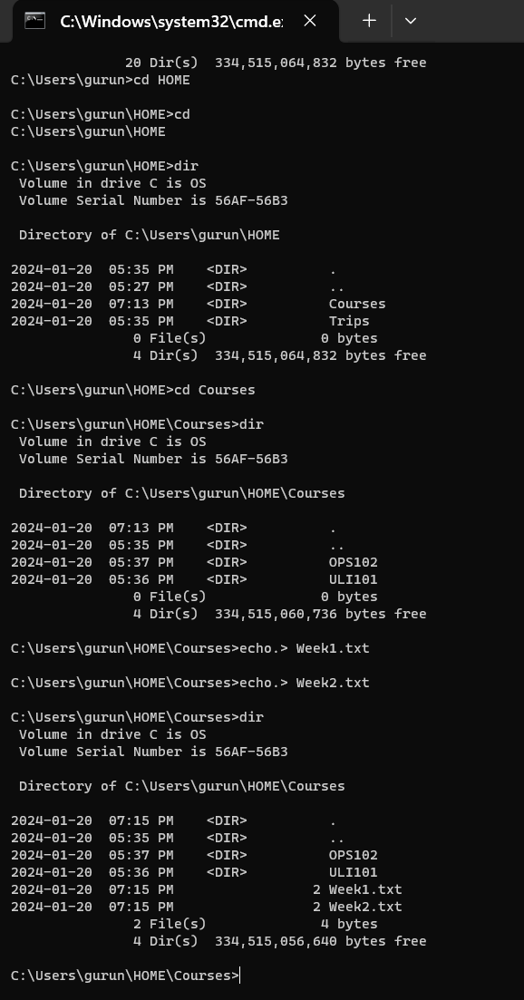 C:\Windows\system32\cmd.e
20 Dir(s)  334,515,064,832 bytes free
C:\Users\gurun>cd HOME
C:\Users\gurun\HOME>cd
C:\Users\gurun\HOME
C:\Users\gurun\HOME>dir
 Volume in drive C is OS
 Volume Serial Number is 56AF-56B3
 Directory of C:\Users\gurun\HOME
2024-01-20  05:35 PM    <DIR>          .
2024-01-20  05:27 PM    <DIR>          ..
2024-01-20  07:13 PM    <DIR>          Courses
2024-01-20  05:35 PM    <DIR>          Trips
               0 File(s)              0 bytes
               4 Dir(s)  334,515,064,832 bytes free
C:\Users\gurun\HOME>cd Courses
C:\Users\gurun\HOME\Courses>dir
 Volume in drive C is OS
 Volume Serial Number is 56AF-56B3
 Directory of C:\Users\gurun\HOME\Courses
2024-01-20  07:13 PM    <DIR>          .
2024-01-20  05:35 PM    <DIR>          ..
2024-01-20  05:37 PM    <DIR>          OPS102
2024-01-20  05:36 PM    <DIR>          ULI101
               0 File(s)              0 bytes
               4 Dir(s)  334,515,060,736 bytes free
C:\Users\gurun\HOME\Courses>echo.> Week1.txt
C:\Users\gurun\HOME\Courses>echo.> Week2.txt
C:\Users\gurun\HOME\Courses>dir
 Volume in drive C is OS
 Volume Serial Number is 56AF-56B3
 Directory of C:\Users\gurun\HOME\Courses
2024-01-20  07:15 PM    <DIR>          .
2024-01-20  05:35 PM    <DIR>          ..
2024-01-20  05:37 PM    <DIR>          OPS102
2024-01-20  05:36 PM    <DIR>          ULI101
2024-01-20  07:15 PM                 2 Week1.txt
2024-01-20  07:15 PM                 2 Week2.txt
               2 File(s)              4 bytes
               4 Dir(s)  334,515,056,640 bytes free
C:\Users\gurun\HOME\Courses>